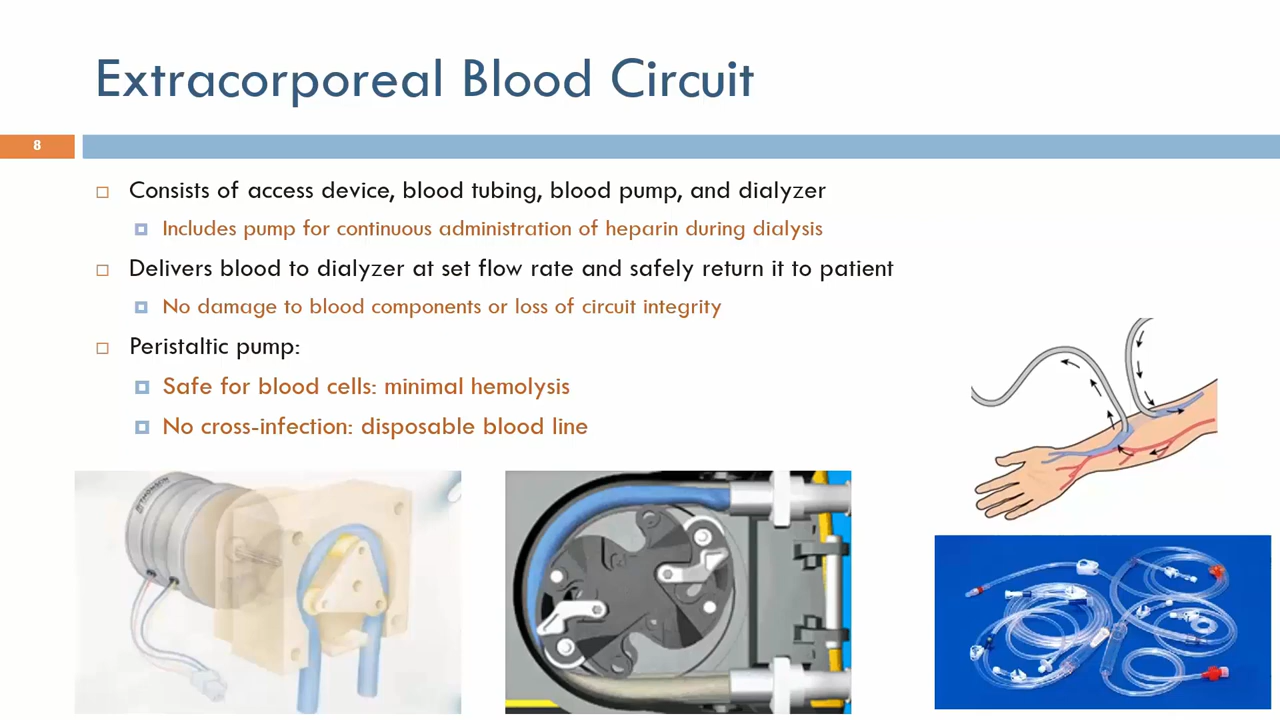 Extracorporeal Blood Circuit
8
Consists of access device, blood tubing, blood pump, and dialyzer
Includes pump for continuous administration of heparin during dialysis
Delivers blood to dialyzer at set flow rate and safely return it to patient
No damage to blood components or loss of circuit integrity
Peristaltic pump:
Safe for blood cells: minimal hemolysis
No cross-infection: disposable blood line
THOMSON